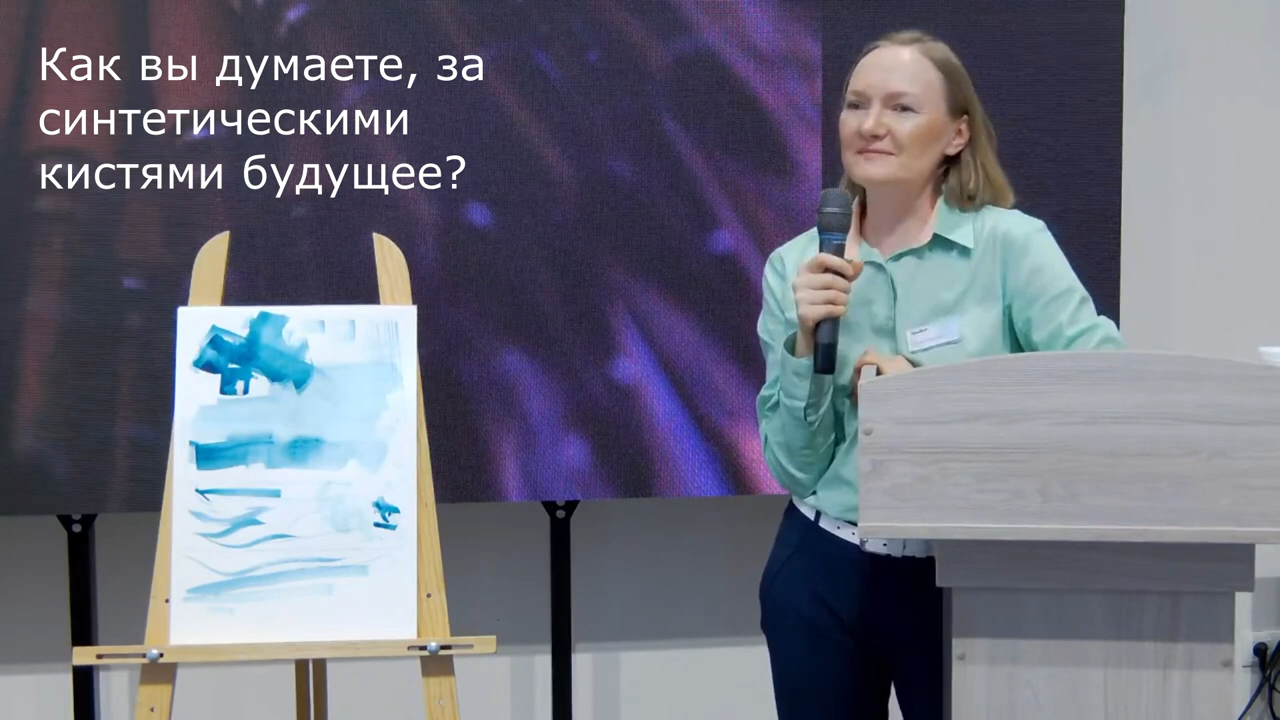 Как вы думаете, за
синтетическими
кистями будущее?